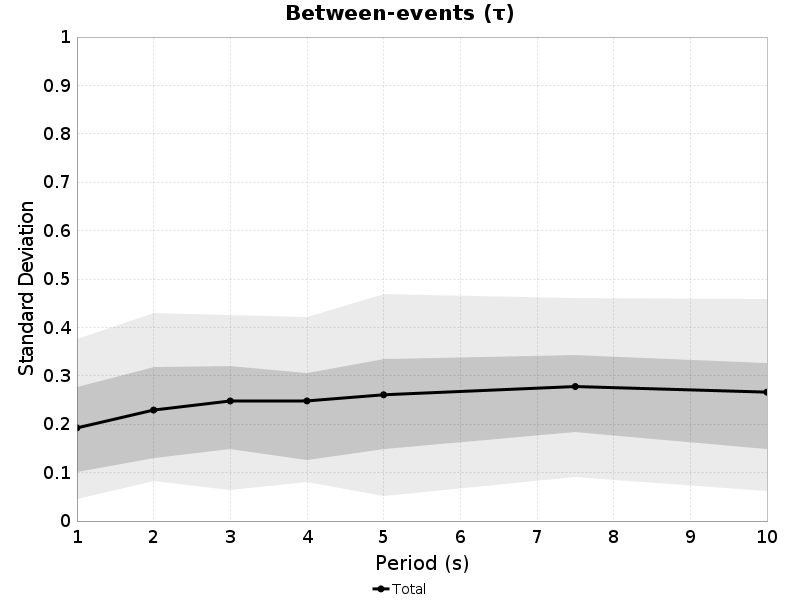 Between-events (τ)
1
0.9
0.8
0.7
0.6
0.5
0.4
0.3
0.2
0.1
0
Standard Deviation
1 2 3 4 5 6 7 8 9 10
Period (s)
Total